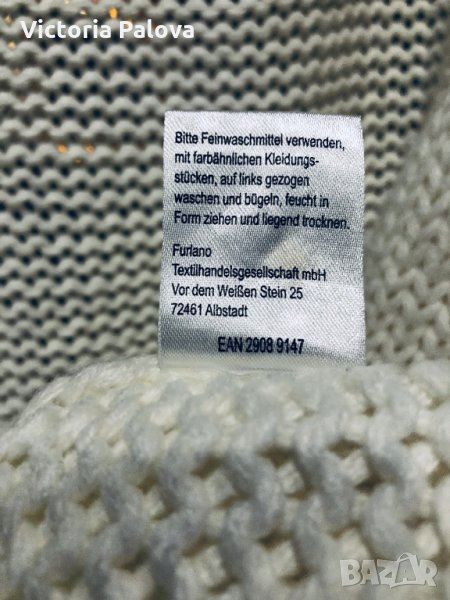 Victoria Palova
Bitte Feinwaschmittel verwenden,
mit farbähnlichen Kleidungs-
stücken, auf links gezogen
waschen und bügeln, feucht in
Form ziehen und liegend trocknen.
Furlano
Textilhandelsgesellschaft mbH
Vor dem Weißen Stein 25
72461 Albstadt
EAN 2908 9147
BAZAR